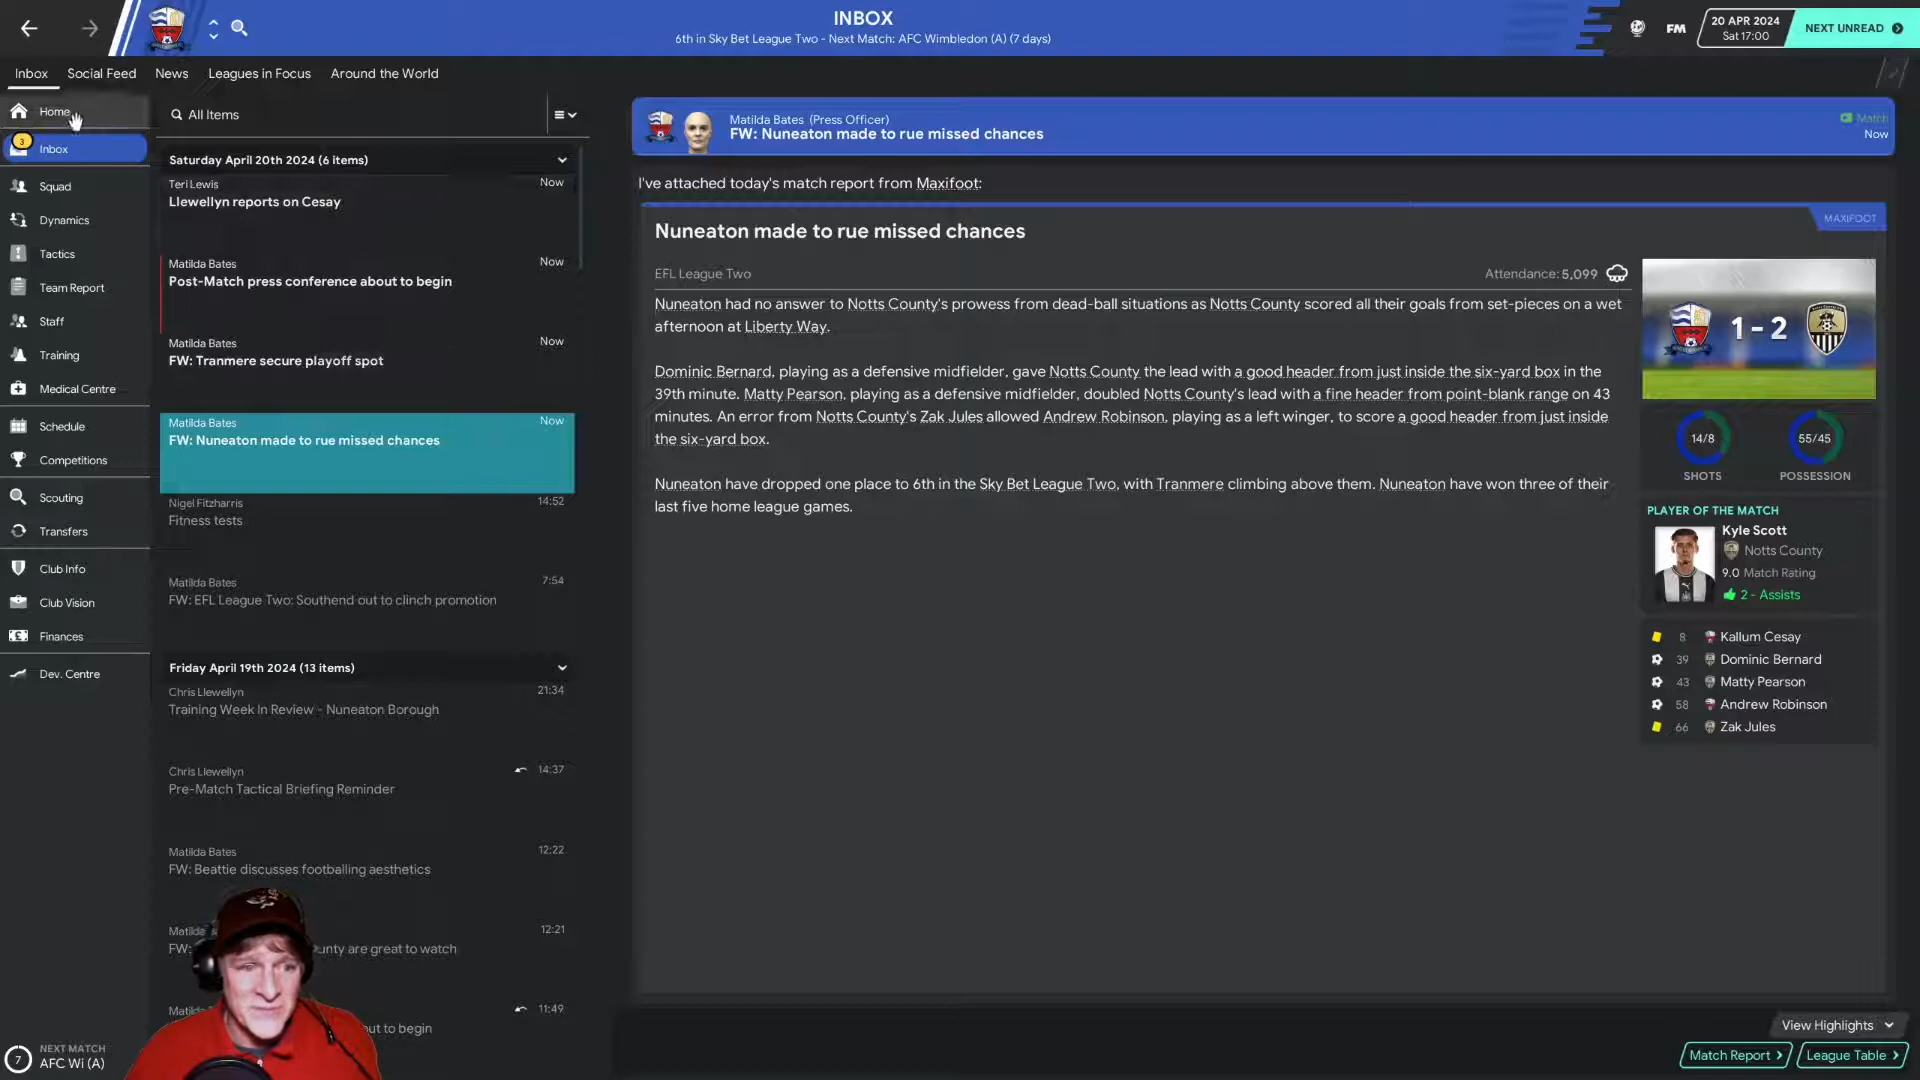 INBOX
6th in Sky Bet League Two - Next Match: AFC Wimbledon (A) (7 days)
FM
20 APR 2024
Sat 17:00
NEXT UNREAD
Inbox
Social Feed
News
Leagues in Focus
Around the World
Home
3
Inbox
Squad
Dynamics
Tactics
Team Report
Staff
Training
Medical Centre
Schedule
Competitions
Scouting
Transfers
Club Info
Club Vision
Finances
Dev. Centre
7
NEXT MATCH
AFC Wi (A)
All Items
Saturday April 20th 2024 (6 items)
Teri Lewis
Now
Llewellyn reports on Cesay
Matilda Bates
Now
Post-Match press conference about to begin
Matilda Bates
Now
FW: Tranmere secure playoff spot
Matilda Bates
Now
FW: Nuneaton made to rue missed chances
Nigel Fitzharris
14:52
Fitness tests
Matilda Bates
7:54
FW: EFL League Two: Southend out to clinch promotion
Friday April 19th 2024 (13 items)
Chris Llewellyn
21:34
Training Week In Review - Nuneaton Borough
Chris Llewellyn
14:37
Pre-Match Tactical Briefing Reminder
Matilda Bates
12:22
FW: Beattie discusses footballing aesthetics
Matilda
12:21
FW: unty are great to watch
Matil
11:49
out to begin
Matilda Bates (Press Officer)
FW: Nuneaton made to rue missed chances
Match
Now
I've attached today's match report from Maxifoot:
MAXIFOOT
Nuneaton made to rue missed chances
EFL League Two
Attendance: 5,099
Nuneaton had no answer to Notts County's prowess from dead-ball situations as Notts County scored all their goals from set-pieces on a wet
afternoon at Liberty Way.
Dominic Bernard, playing as a defensive midfielder, gave Notts County the lead with a good header from just inside the six-yard box in the
39th minute. Matty Pearson, playing as a defensive midfielder, doubled Notts County's lead with a fine header from point-blank range on 43
minutes. An error from Notts County's Zak Jules allowed Andrew Robinson, playing as a left winger, to score a good header from just inside
the six-yard box.
Nuneaton have dropped one place to 6th in the Sky Bet League Two, with Tranmere climbing above them. Nuneaton have won three of their
last five home league games.
1 - 2
14/8
SHOTS
55/45
POSSESSION
PLAYER OF THE MATCH
Kyle Scott
Notts County
9.0 Match Rating
2 - Assists
8 Kallum Cesay
39 Dominic Bernard
43 Matty Pearson
58 Andrew Robinson
66 Zak Jules
View Highlights
Match Report
League Table